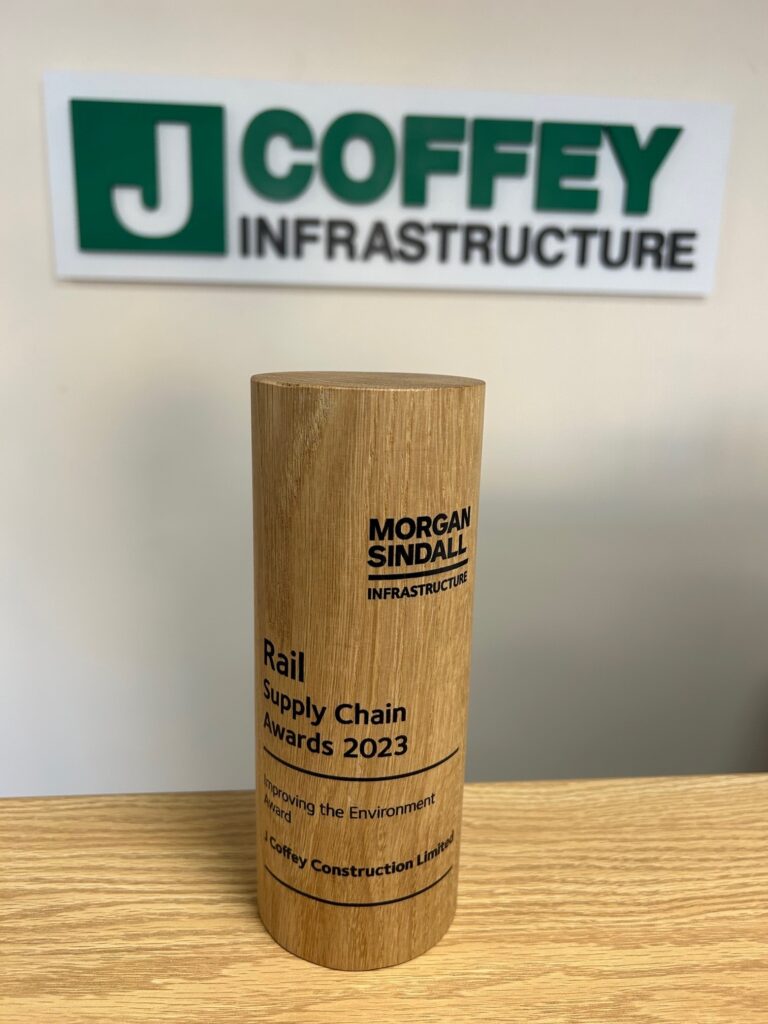 J COFFEY
INFRASTRUCTURE
MORGAN
SINDALL
INFRASTRUCTURE
Rail
Supply Chain
Awards 2023
Improving the Environment
Award
J Coffey Construction Limited